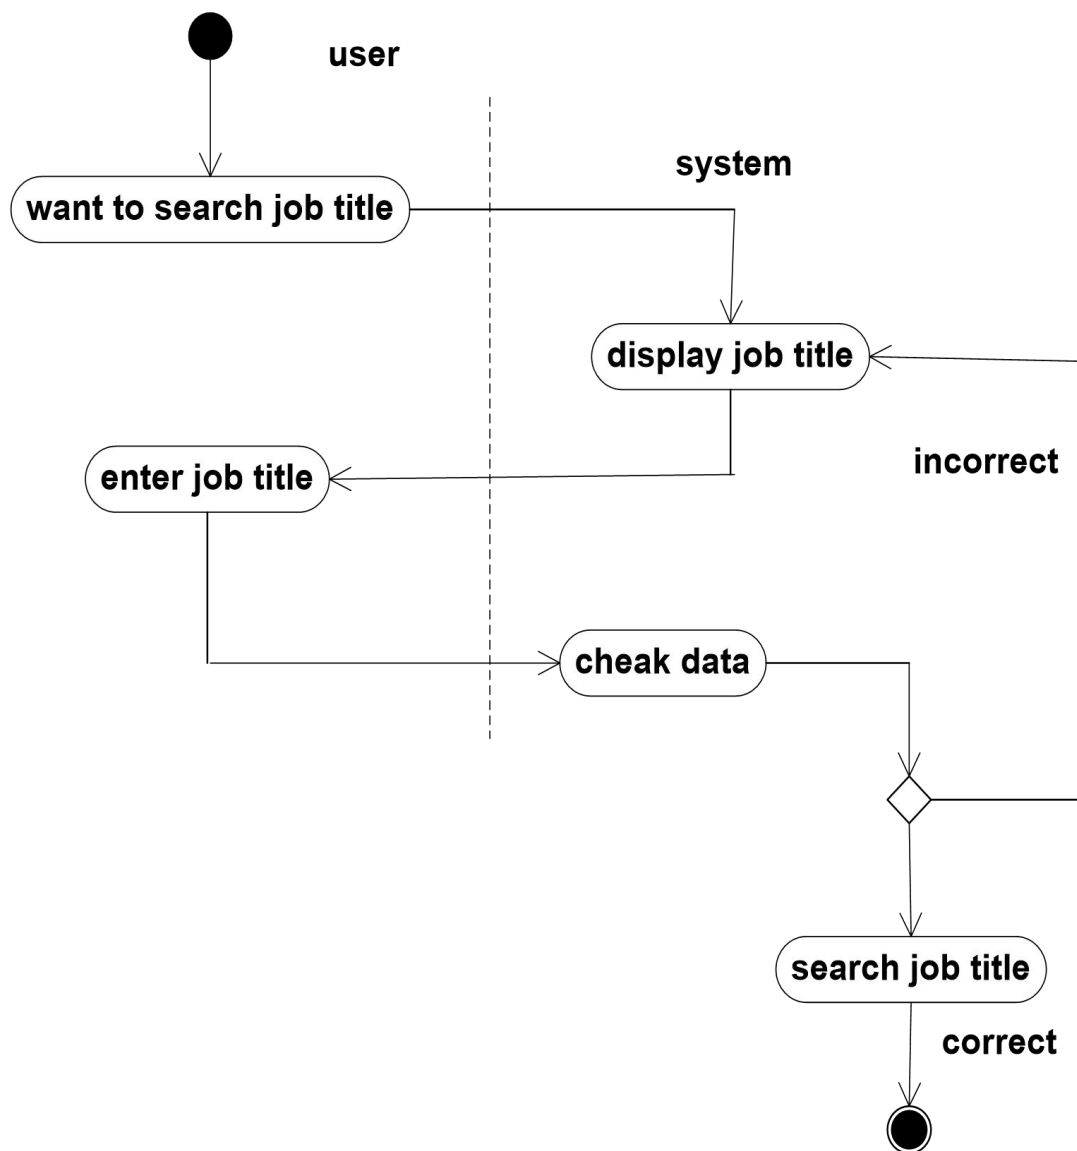 user
system
want to search job title
display job title
incorrect
enter job title
cheak data
search job title
correct